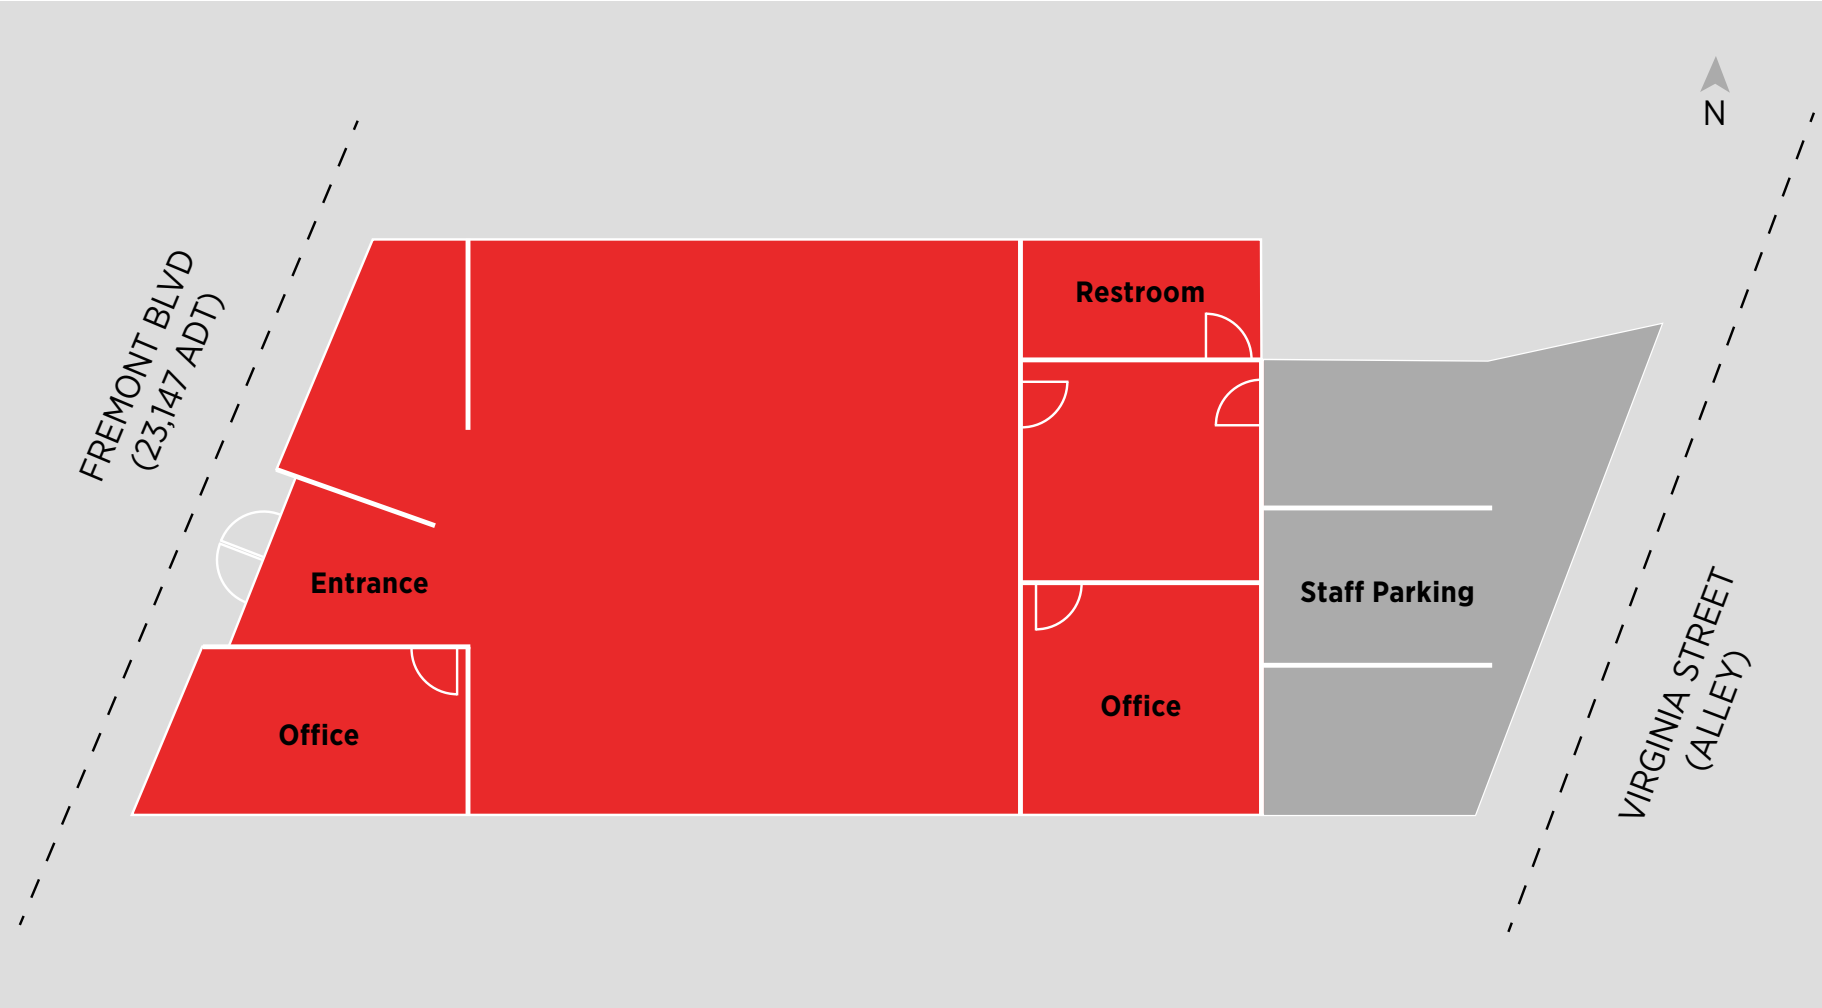 N
FREMONT BLVD
(23,147 ADT)
Restroom
Entrance
Staff Parking
Office
Office
VIRGINIA STREET
(ALLEY)